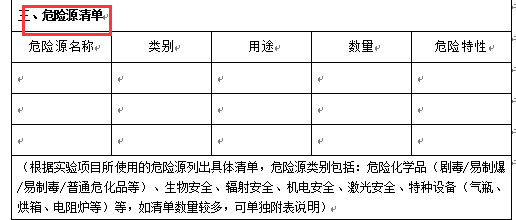 三、危险源清单
危险源名称 类别 用途 数量 危险特性
（根据实验项目所使用的危险源列出具体清单，危险源类别包括：危险化学品（剧毒/易制爆
/易制毒/普通危化品等）、生物安全、辐射安全、机电安全、激光安全、特种设备（气瓶、
烘箱、电阻炉等）等，如清单数量较多，可单独附表说明）